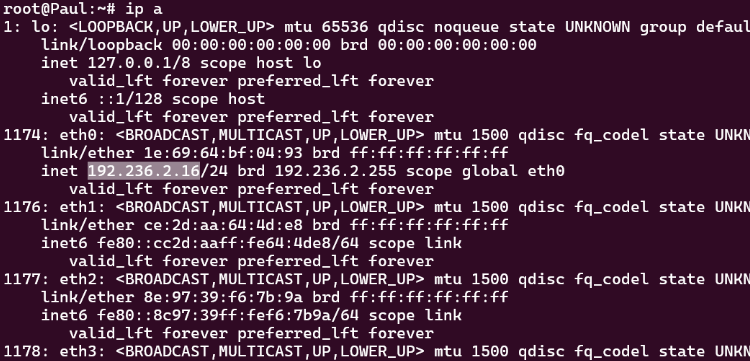 root@Paul:~# ip a
1: lo: <LOOPBACK,UP,LOWER_UP> mtu 65536 qdisc noqueue state UNKNOWN group defaul
link/loopback 00:00:00:00:00:00 brd 00:00:00:00:00:00
inet 127.0.0.1/8 scope host lo
valid_lft forever preferred_lft forever
inet6 ::1/128 scope host
valid_lft forever preferred_lft forever
1174: eth0: <BROADCAST,MULTICAST,UP,LOWER_UP> mtu 1500 qdisc fq_codel state UNKN
link/ether 1e:69:64:bf:04:93 brd ff:ff:ff:ff:ff:ff
inet 192.236.2.16/24 brd 192.236.2.255 scope global eth0
valid_lft forever preferred_lft forever
1176: eth1: <BROADCAST,MULTICAST,UP,LOWER_UP> mtu 1500 qdisc fq_codel state UNKN
link/ether ce:2d:aa:64:4d:e8 brd ff:ff:ff:ff:ff:ff
inet6 fe80::cc2d:aaff:fe64:4de8/64 scope link
valid_lft forever preferred_lft forever
1177: eth2: <BROADCAST,MULTICAST,UP,LOWER_UP> mtu 1500 qdisc fq_codel state UNKN
link/ether 8e:97:39:f6:7b:9a brd ff:ff:ff:ff:ff:ff
inet6 fe80::8c97:39ff:fef6:7b9a/64 scope link
valid_lft forever preferred_lft forever
1178: eth3: <BROADCAST,MULTICAST,UP,LOWER_UP> mtu 1500 qdisc fq_codel state UNKN